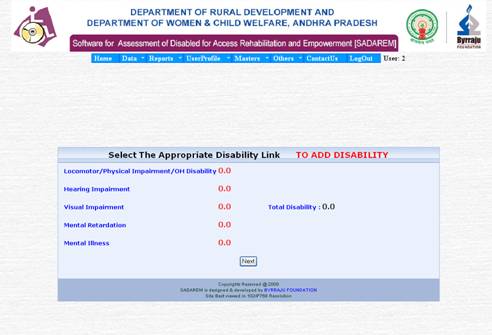 DEPARTMENT OF RURAL DEVELOPMENT AND
DEPARTMENT OF WOMEN & CHILD WELFARE, ANDHRA PRADESH
Software for Assessment of Disabled for Access Rehabilitation and Empowerment [SADAREM]
Byrraju
FOUNDATION
Home Data Reports UserProfile Masters Others ContactUs LogOut User: 2
Select The Appropriate Disability Link TO ADD DISABILITY
Locomotor/Physical Impairment/OH Disability 0.0
Hearing Impairment 0.0
Visual Impairment 0.0 Total Disability : 0.0
Mental Retardation 0.0
Mental Illness 0.0
Next
Copyrights Reserved @ 2009
SADAREM is designed & developed by BYRRAJU FOUNDATION
Site Best viewed in 1024*768 Resolution